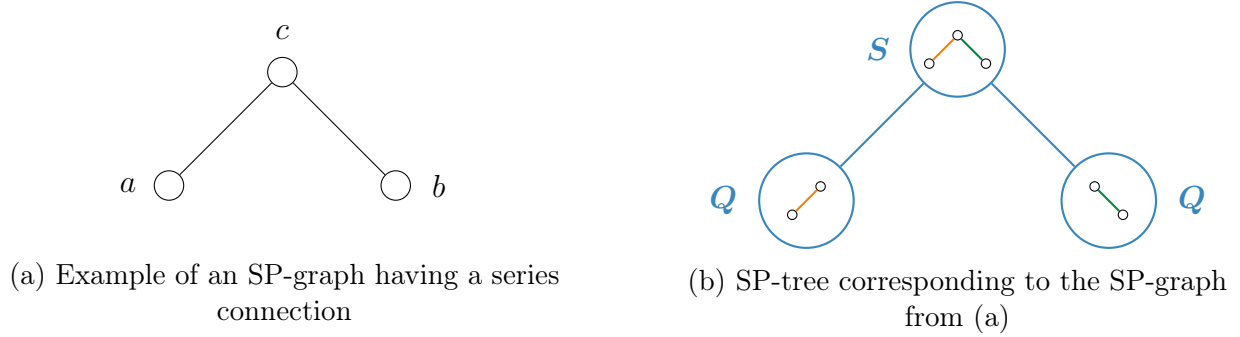 c
a
b
(a) Example of an SP-graph having a series
connection
S
Q
Q
(b) SP-tree corresponding to the SP-graph
from (a)